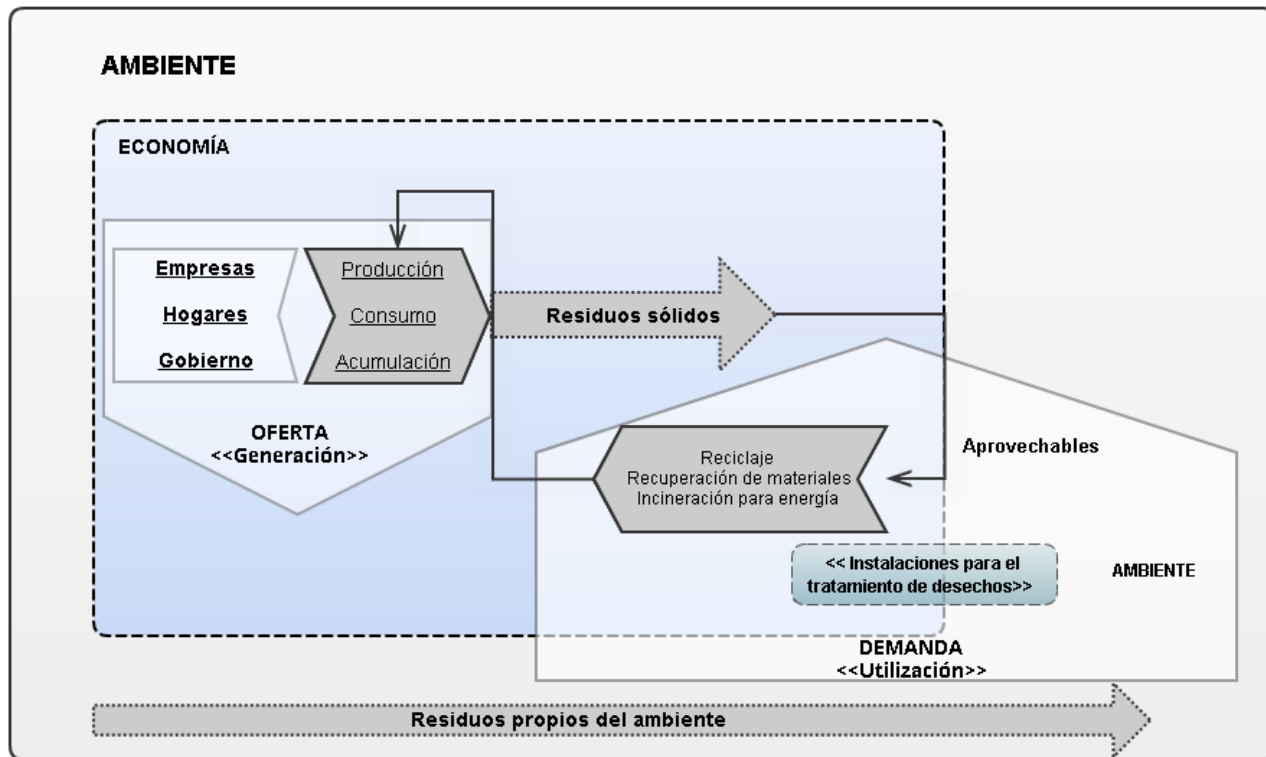 AMBIENTE
ECONOMÍA
Empresas
Hogares
Gobierno
Producción
Consumo
Acumulación
Residuos sólidos
OFERTA
<<Generación>>
Aprovechables
Reciclaje
Recuperación de materiales
Incineración para energía
<< Instalaciones para el
tratamiento de desechos>>
AMBIENTE
DEMANDA
<<Utilización>>
Residuos propios del ambiente